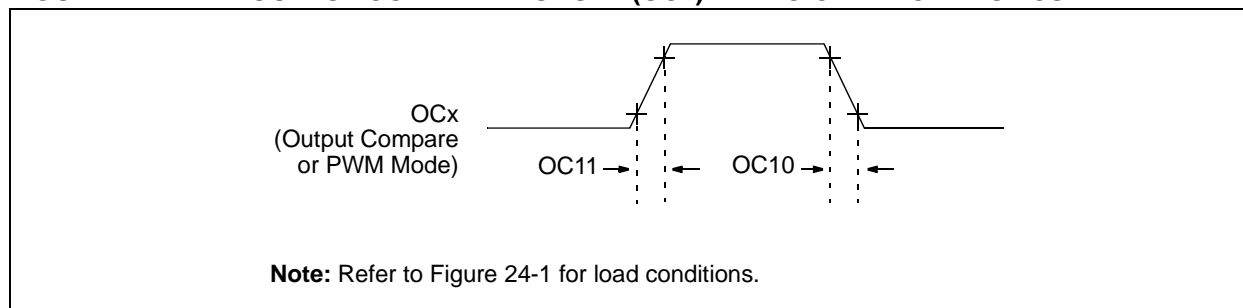 OCx
(Output Compare
or PWM Mode)
OC11
OC10
Note: Refer to Figure 24-1 for load conditions.